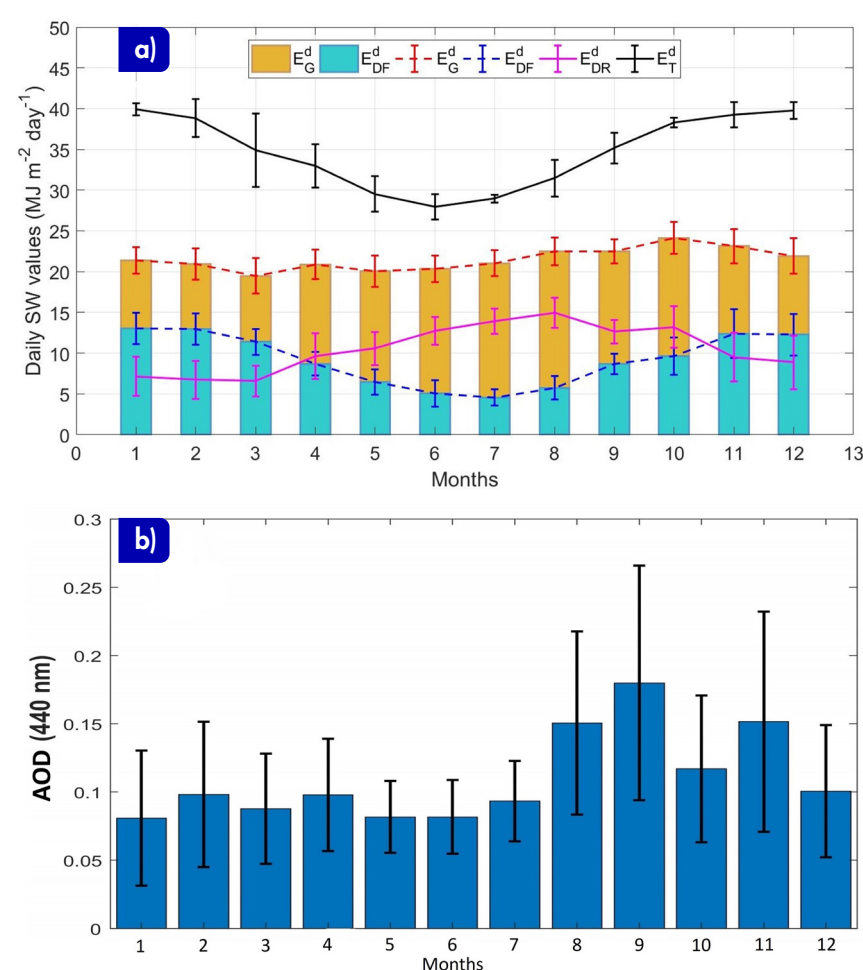 a)
E^d_G E^d_DF E^d_G E^d_DF E^d_DR E^d_T
Daily SW values (MJ m^-2 day^-1)
50
45
40
35
30
25
20
15
10
5
0
0 1 2 3 4 5 6 7 8 9 10 11 12 13
Months
b)
AOD (440 nm)
0.3
0.25
0.2
0.15
0.1
0.05
0
1 2 3 4 5 6 7 8 9 10 11 12
Months